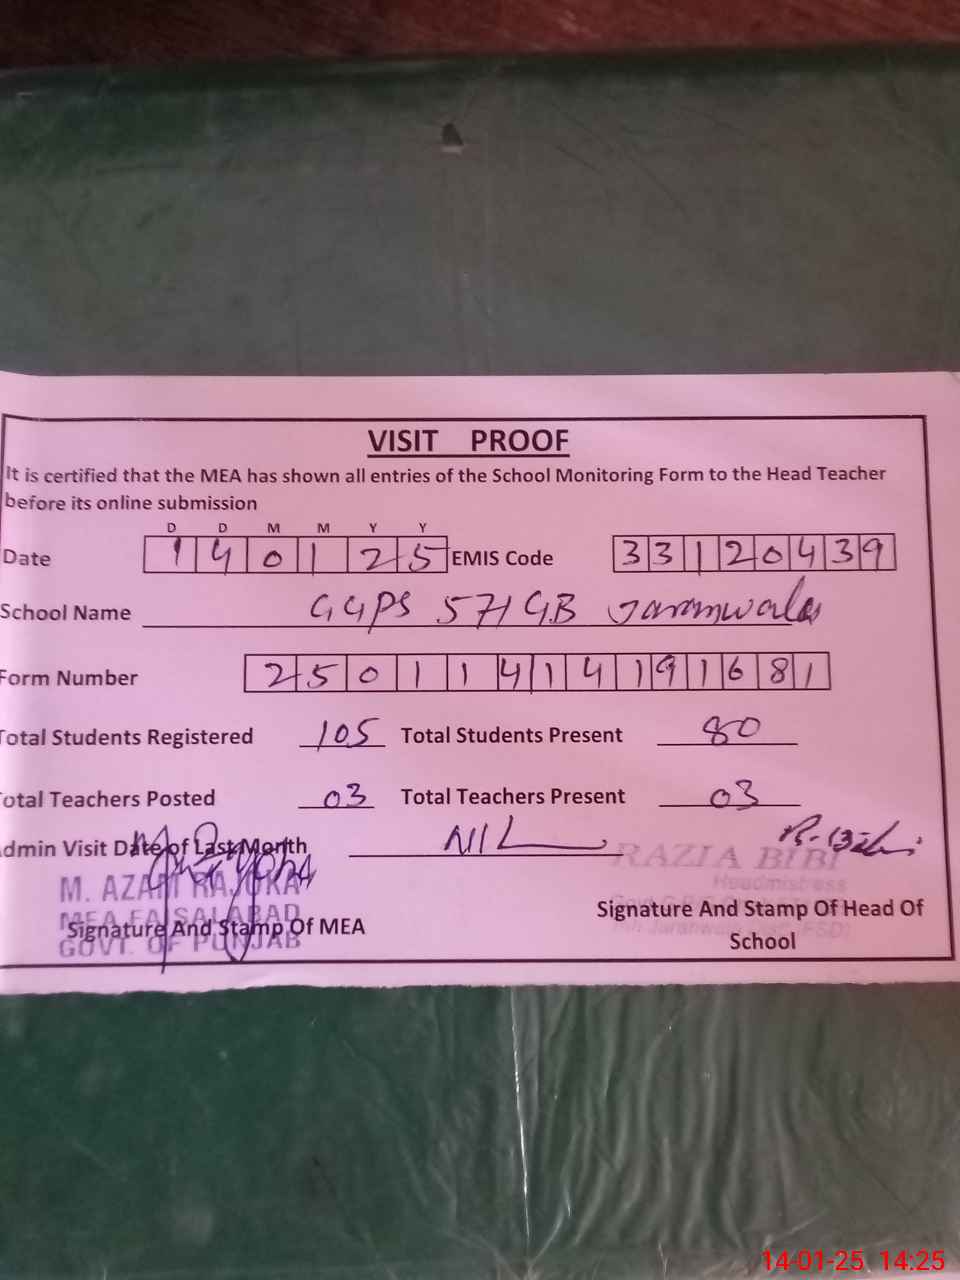 VISIT PROOF
It is certified that the MEA has shown all entries of the School Monitoring Form to the Head Teacher
before its online submission
D D M M Y Y
Date 1 4 0 1 2 5 EMIS Code 3 3 1 2 0 4 3 9
School Name GGPS 571 GB Jaranwala
Form Number 2 5 0 1 1 4 1 4 1 9 1 6 8 1
Total Students Registered 105 Total Students Present 80
Total Teachers Posted 03 Total Teachers Present 03
Admin Visit Date of Last Month NIL R. Bibi
RAZIA BIBI
M. AZAM RAJOKA
Headmistress
MEA FAISALABAD
Signature And Stamp Of MEA
GOVT. OF PUNJAB
Signature And Stamp Of Head Of
School
14-01-25 14:25